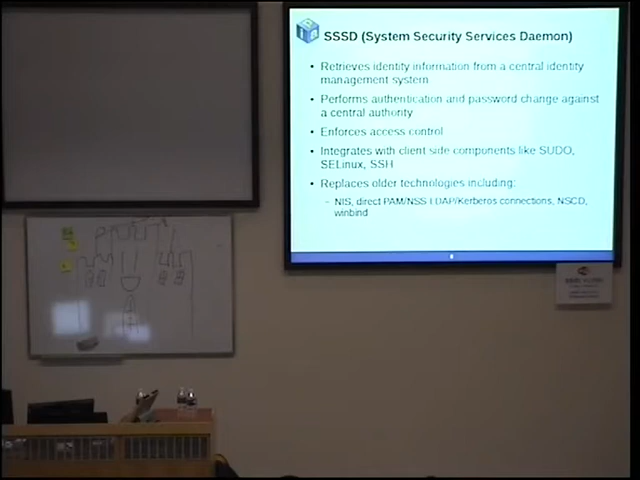 SSSD (System Security Services Daemon)
• Retrieves identity information from a central identity
management system
• Performs authentication and password change against
a central authority
• Enforces access control
• Integrates with client side components like SUDO,
SELinux, SSH
• Replaces older technologies including:
– NIS, direct PAM/NSS LDAP/Kerberos connections, NSCD,
winbind